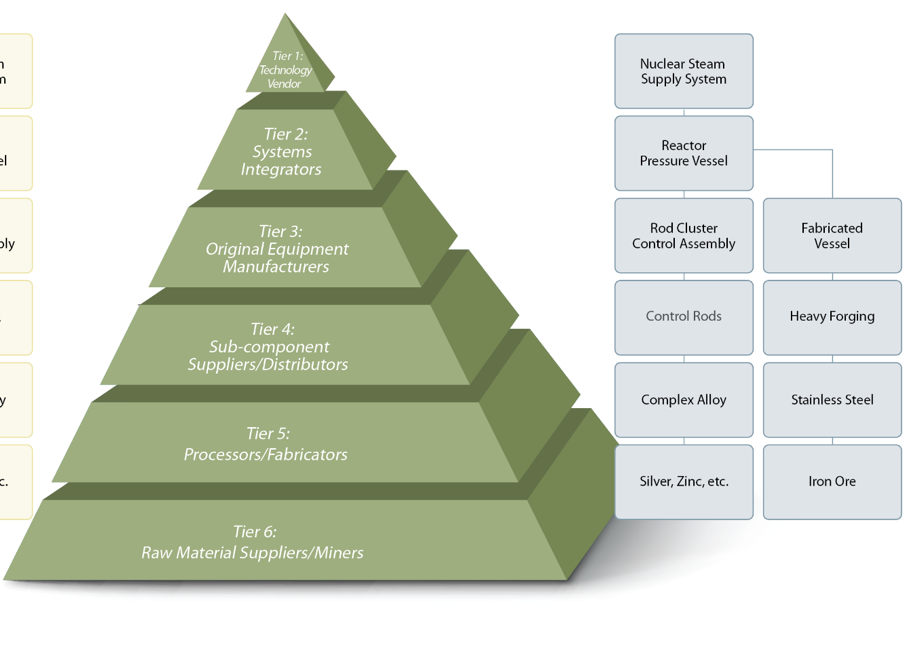 Tier 1:
Technology
Vendor
Tier 2:
Systems
Integrators
Tier 3:
Original Equipment
Manufacturers
Tier 4:
Sub-component
Suppliers/Distributors
Tier 5:
Processors/Fabricators
Tier 6:
Raw Material Suppliers/Miners
Nuclear Steam
Supply System
Reactor
Pressure Vessel
Rod Cluster
Control Assembly
Fabricated
Vessel
Control Rods
Heavy Forging
Complex Alloy
Stainless Steel
Silver, Zinc, etc.
Iron Ore